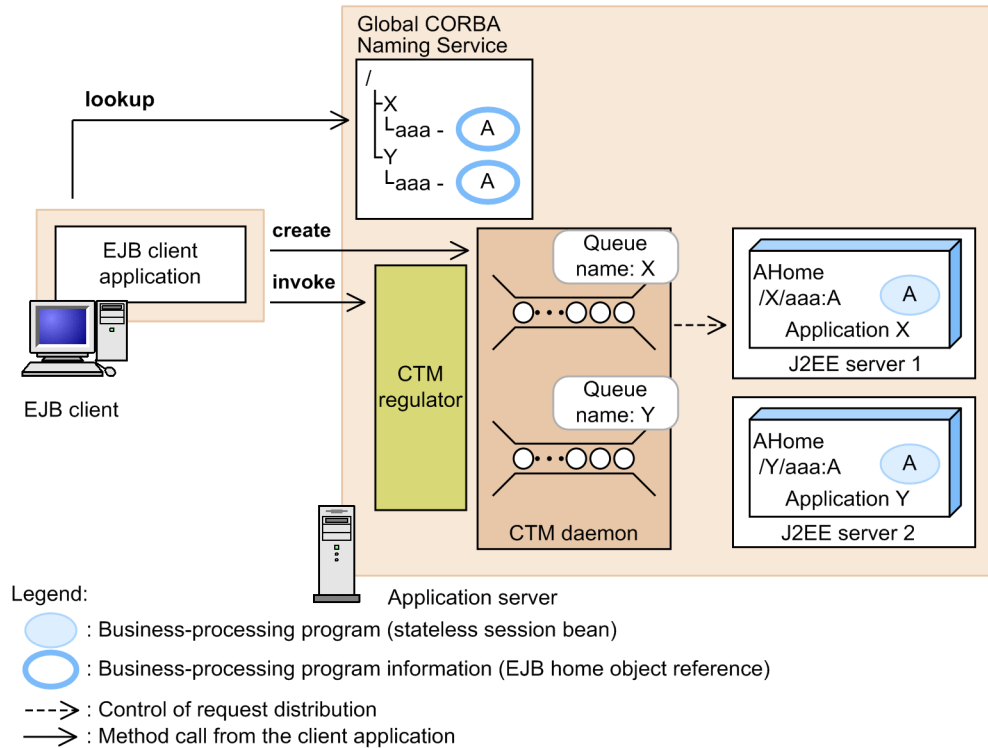 Global CORBA
Naming Service
/
X
aaa - A
Y
aaa - A
lookup
create
invoke
EJB client
application
EJB client
CTM
regulator
Queue
name: X
Queue
name: Y
CTM daemon
AHome
/X/aaa:A
A
Application X
J2EE server 1
AHome
/Y/aaa:A
A
Application Y
J2EE server 2
Application server
Legend:
: Business-processing program (stateless session bean)
: Business-processing program information (EJB home object reference)
: Control of request distribution
: Method call from the client application